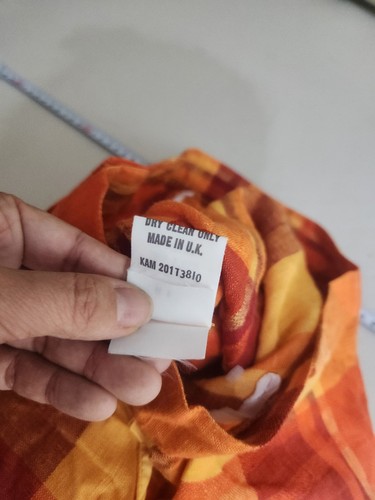 DRY CLEAN ONLY
MADE IN U.K.
KAM 20113810